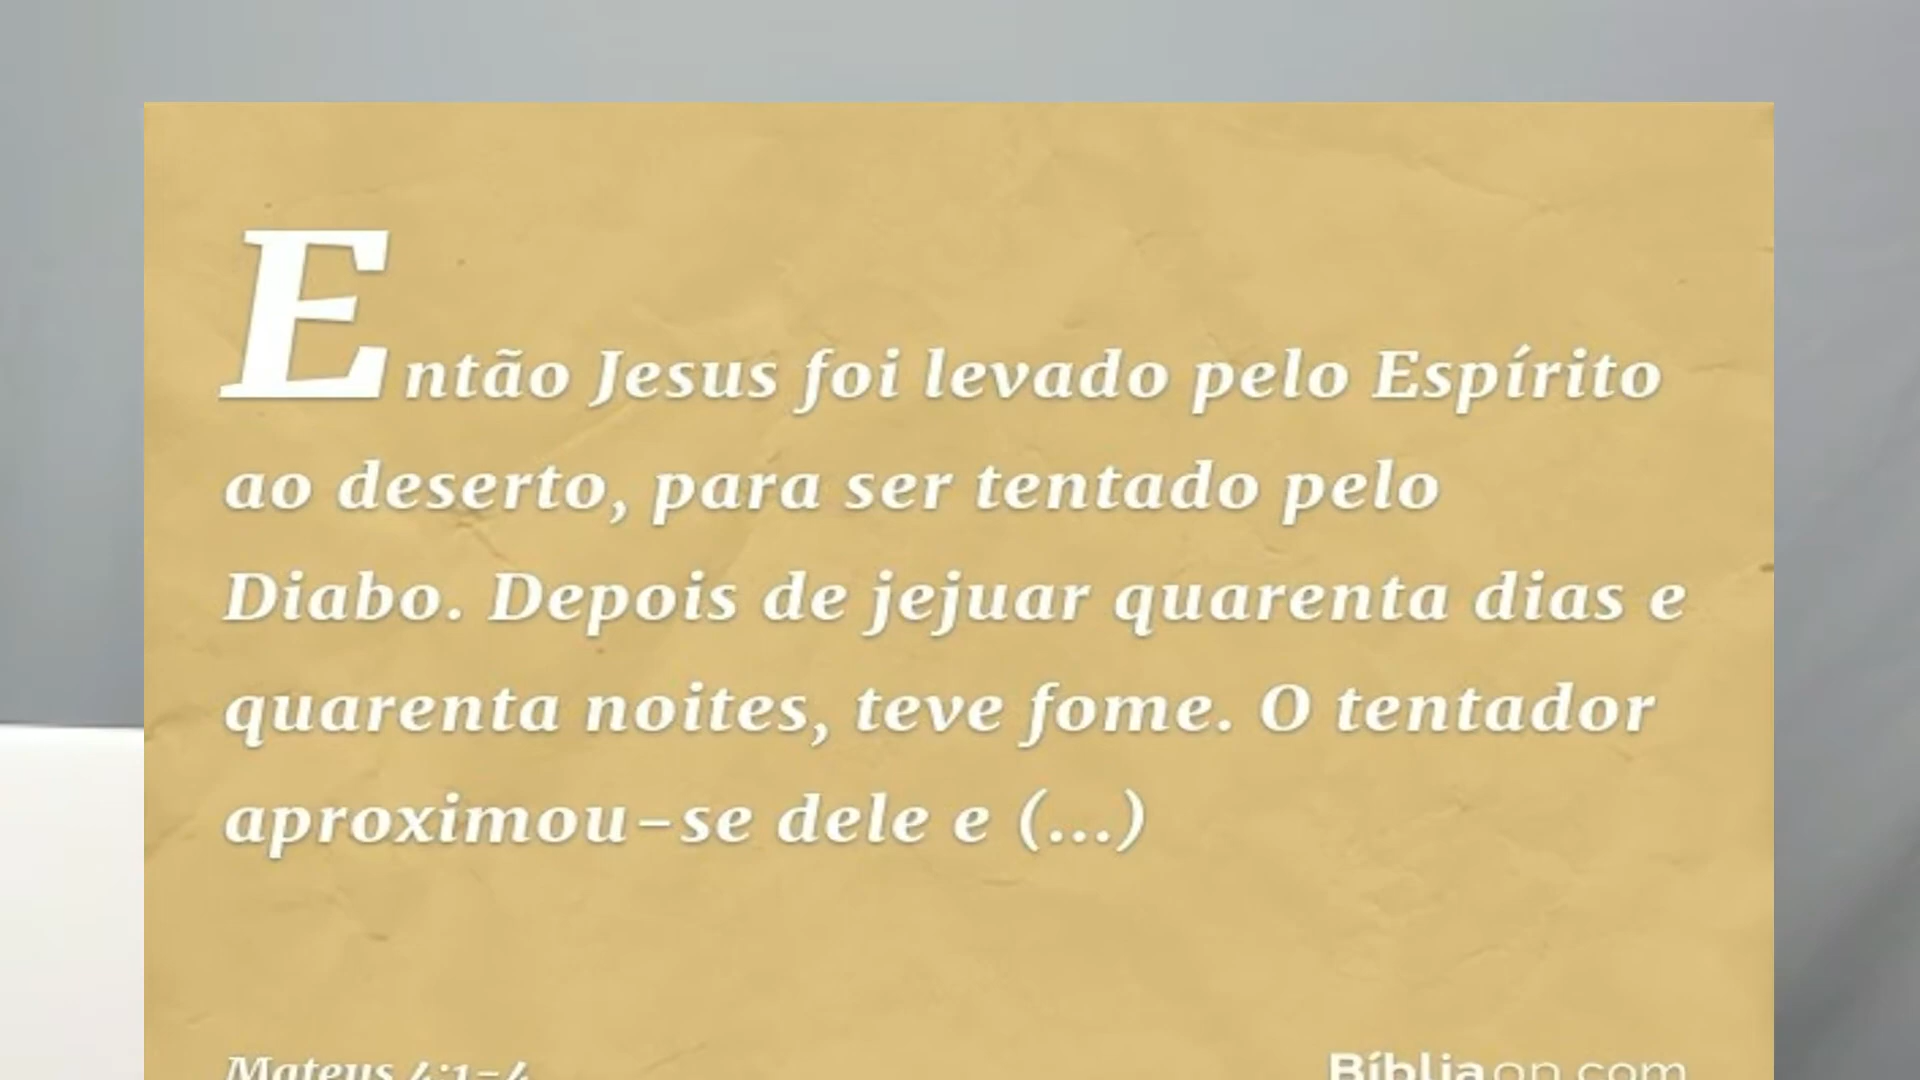 Então Jesus foi levado pelo Espírito
ao deserto, para ser tentado pelo
Diabo. Depois de jejuar quarenta dias e
quarenta noites, teve fome. O tentador
aproximou-se dele e (...)
Mateus 4:1-4
Bíbliaon.com